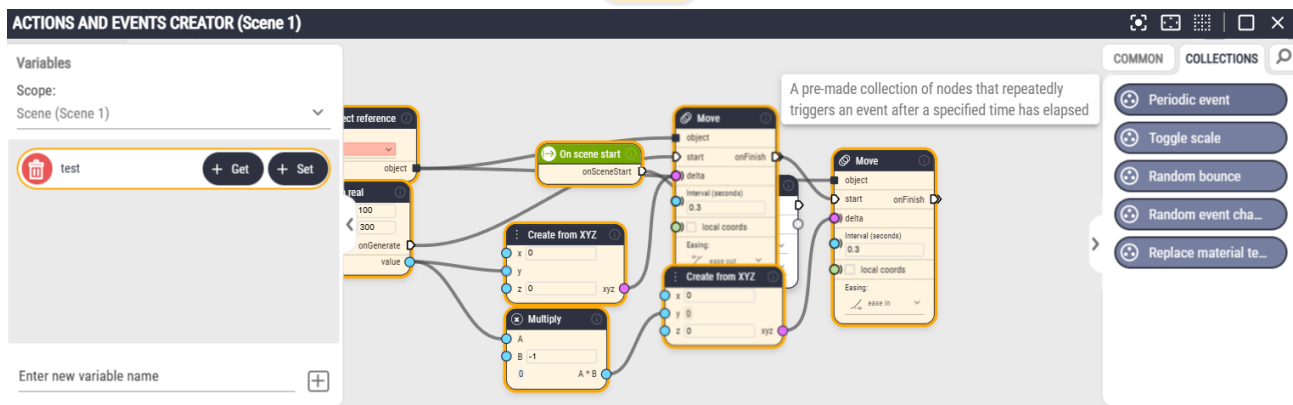 ACTIONS AND EVENTS CREATOR (Scene 1)
Variables
Scope:
Scene (Scene 1)
test
+ Get
+ Set
Enter new variable name
ect reference
object
real
100
300
onGenerate
value
On scene start
onSceneStart
Create from XYZ
x 0
y
z 0 xyz
Multiply
A
B -1
0 A * B
Move
object
start onFinish
delta
Interval (seconds)
0.3
local coords
Easing:
ease out
Create from XYZ
x 0
y 0
z 0 xyz
Move
object
start onFinish
delta
Interval (seconds)
0.3
local coords
Easing:
ease in
A pre-made collection of nodes that repeatedly
triggers an event after a specified time has elapsed
COMMON COLLECTIONS
Periodic event
Toggle scale
Random bounce
Random event cha...
Replace material te...